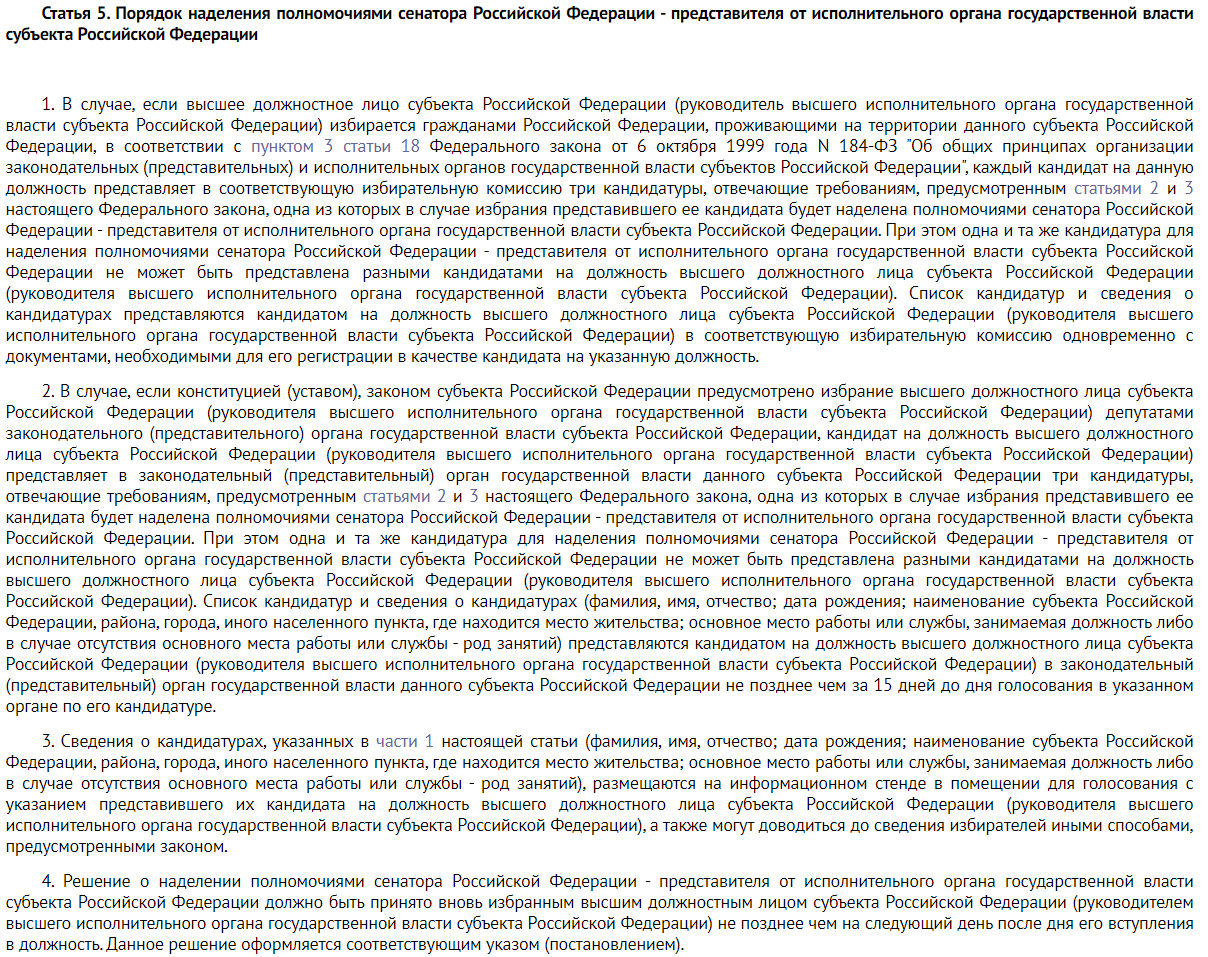 Статья 5. Порядок наделения полномочиями сенатора Российской Федерации - представителя от исполнительного органа государственной власти
субъекта Российской Федерации
1. В случае, если высшее должностное лицо субъекта Российской Федерации (руководитель высшего исполнительного органа государственной
власти субъекта Российской Федерации) избирается гражданами Российской Федерации, проживающими на территории данного субъекта Российской
Федерации, в соответствии с пунктом 3 статьи 18 Федерального закона от 6 октября 1999 года N 184-ФЗ "Об общих принципах организации
законодательных (представительных) и исполнительных органов государственной власти субъектов Российской Федерации", каждый кандидат на данную
должность представляет в соответствующую избирательную комиссию три кандидатуры, отвечающие требованиям, предусмотренным статьями 2 и 3
настоящего Федерального закона, одна из которых в случае избрания представившего ее кандидата будет наделена полномочиями сенатора Российской
Федерации - представителя от исполнительного органа государственной власти субъекта Российской Федерации. При этом одна и та же кандидатура для
наделения полномочиями сенатора Российской Федерации - представителя от исполнительного органа государственной власти субъекта Российской
Федерации не может быть представлена разными кандидатами на должность высшего должностного лица субъекта Российской Федерации
(руководителя высшего исполнительного органа государственной власти субъекта Российской Федерации). Список кандидатур и сведения о
кандидатурах представляются кандидатом на должность высшего должностного лица субъекта Российской Федерации (руководителя высшего
исполнительного органа государственной власти субъекта Российской Федерации) в соответствующую избирательную комиссию одновременно с
документами, необходимыми для его регистрации в качестве кандидата на указанную должность.
2. В случае, если конституцией (уставом), законом субъекта Российской Федерации предусмотрено избрание высшего должностного лица субъекта
Российской Федерации (руководителя высшего исполнительного органа государственной власти субъекта Российской Федерации) депутатами
законодательного (представительного) органа государственной власти субъекта Российской Федерации, кандидат на должность высшего должностного
лица субъекта Российской Федерации (руководителя высшего исполнительного органа государственной власти субъекта Российской Федерации)
представляет в законодательный (представительный) орган государственной власти данного субъекта Российской Федерации три кандидатуры,
отвечающие требованиям, предусмотренным статьями 2 и 3 настоящего Федерального закона, одна из которых в случае избрания представившего ее
кандидата будет наделена полномочиями сенатора Российской Федерации - представителя от исполнительного органа государственной власти субъекта
Российской Федерации. При этом одна и та же кандидатура для наделения полномочиями сенатора Российской Федерации - представителя от
исполнительного органа государственной власти субъекта Российской Федерации не может быть представлена разными кандидатами на должность
высшего должностного лица субъекта Российской Федерации (руководителя высшего исполнительного органа государственной власти субъекта
Российской Федерации). Список кандидатур и сведения о кандидатурах (фамилия, имя, отчество; дата рождения; наименование субъекта Российской
Федерации, района, города, иного населенного пункта, где находится место жительства; основное место работы или службы, занимаемая должность либо
в случае отсутствия основного места работы или службы - род занятий) представляются кандидатом на должность высшего должностного лица субъекта
Российской Федерации (руководителя высшего исполнительного органа государственной власти субъекта Российской Федерации) в законодательный
(представительный) орган государственной власти данного субъекта Российской Федерации не позднее чем за 15 дней до дня голосования в указанном
органе по его кандидатуре.
3. Сведения о кандидатурах, указанных в части 1 настоящей статьи (фамилия, имя, отчество; дата рождения; наименование субъекта Российской
Федерации, района, города, иного населенного пункта, где находится место жительства; основное место работы или службы, занимаемая должность либо
в случае отсутствия основного места работы или службы - род занятий), размещаются на информационном стенде в помещении для голосования с
указанием представившего их кандидата на должность высшего должностного лица субъекта Российской Федерации (руководителя высшего
исполнительного органа государственной власти субъекта Российской Федерации), а также могут доводиться до сведения избирателей иными способами,
предусмотренными законом.
4. Решение о наделении полномочиями сенатора Российской Федерации - представителя от исполнительного органа государственной власти
субъекта Российской Федерации должно быть принято вновь избранным высшим должностным лицом субъекта Российской Федерации (руководителем
высшего исполнительного органа государственной власти субъекта Российской Федерации) не позднее чем на следующий день после дня его вступления
в должность. Данное решение оформляется соответствующим указом (постановлением).